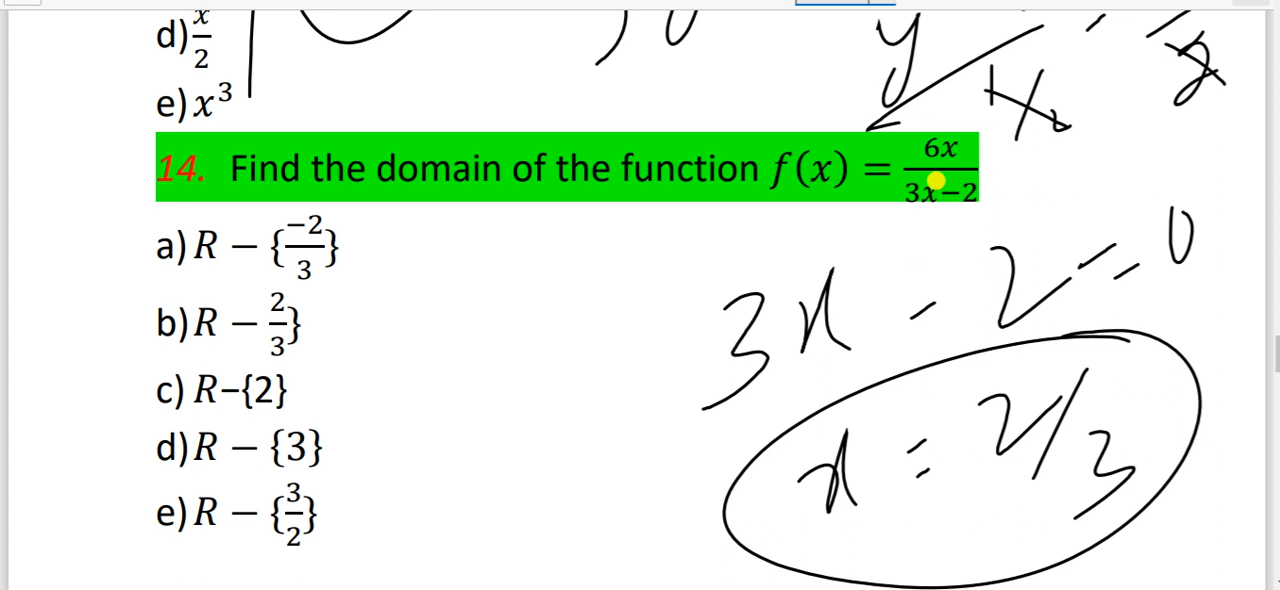 d) x/2
e) x³
y
14. Find the domain of the function f(x) = 6x/(3x−2)
a) R − {−2/3}
b) R − 2/3}
c) R−{2}
d) R − {3}
e) R − {3/2}
3x - 2 = 0
x = 2/3